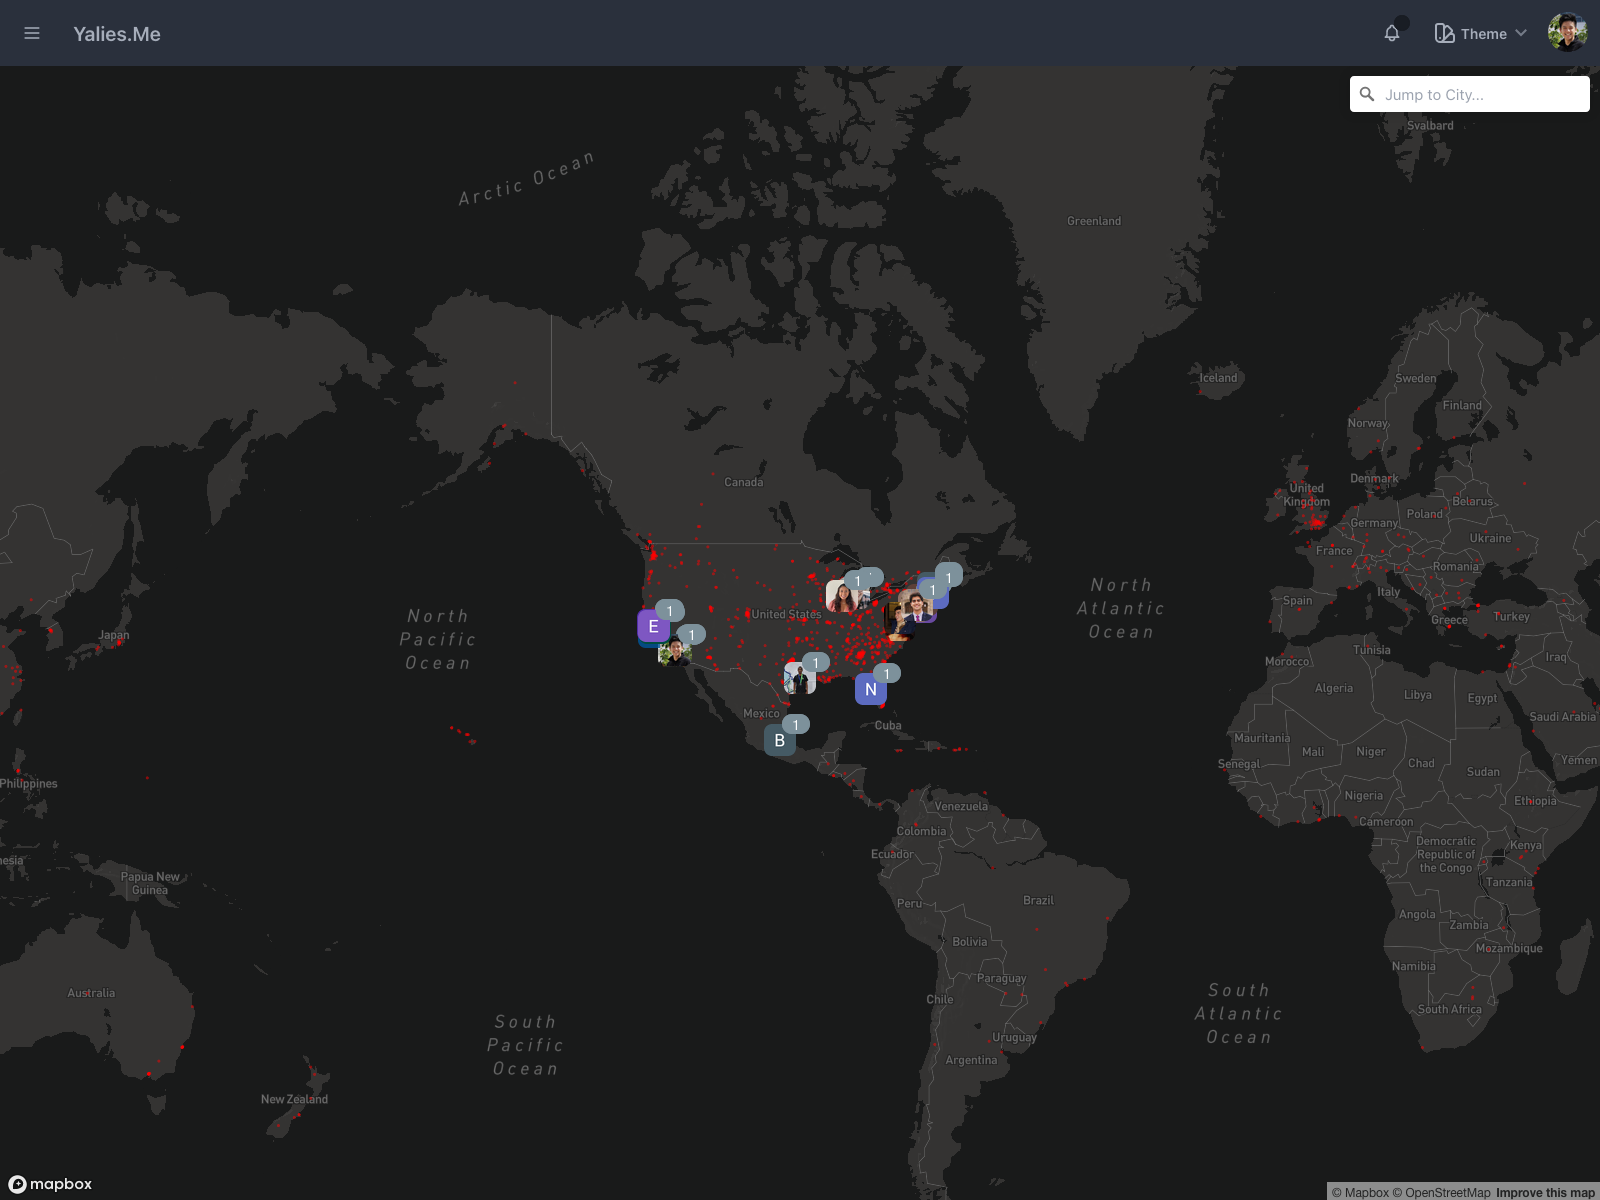 Yalies.Me
Theme
Jump to City...
Svalbard
Arctic Ocean
Greenland
Iceland
Sweden
Finland
Norway
Canada
United
Kingdom
Denmark
Belarus
Poland
Germany
Ukraine
France
Romania
North
Pacific
Ocean
North
Atlantic
Ocean
United States
Spain
Italy
Greece
Turkey
Japan
1
1
1
1
1
1
1
1
E
N
B
Mexico
Cuba
Morocco
Tunisia
Iraq
Algeria
Libya
Egypt
Saudi Arabia
Mauritania
Mali
Niger
Chad
Sudan
Yemen
Senegal
Nigeria
Ethiopia
Cameroon
Philippines
Venezuela
Colombia
Ecuador
Democratic
Republic of
the Congo
Kenya
Tanzania
nesia
Papua New
Guinea
Peru
Brazil
Angola
Zambia
Bolivia
Mozambique
Namibia
Paraguay
Australia
Chile
South
Atlantic
Ocean
South Africa
South
Pacific
Ocean
Uruguay
Argentina
New Zealand
mapbox
© Mapbox © OpenStreetMap Improve this map